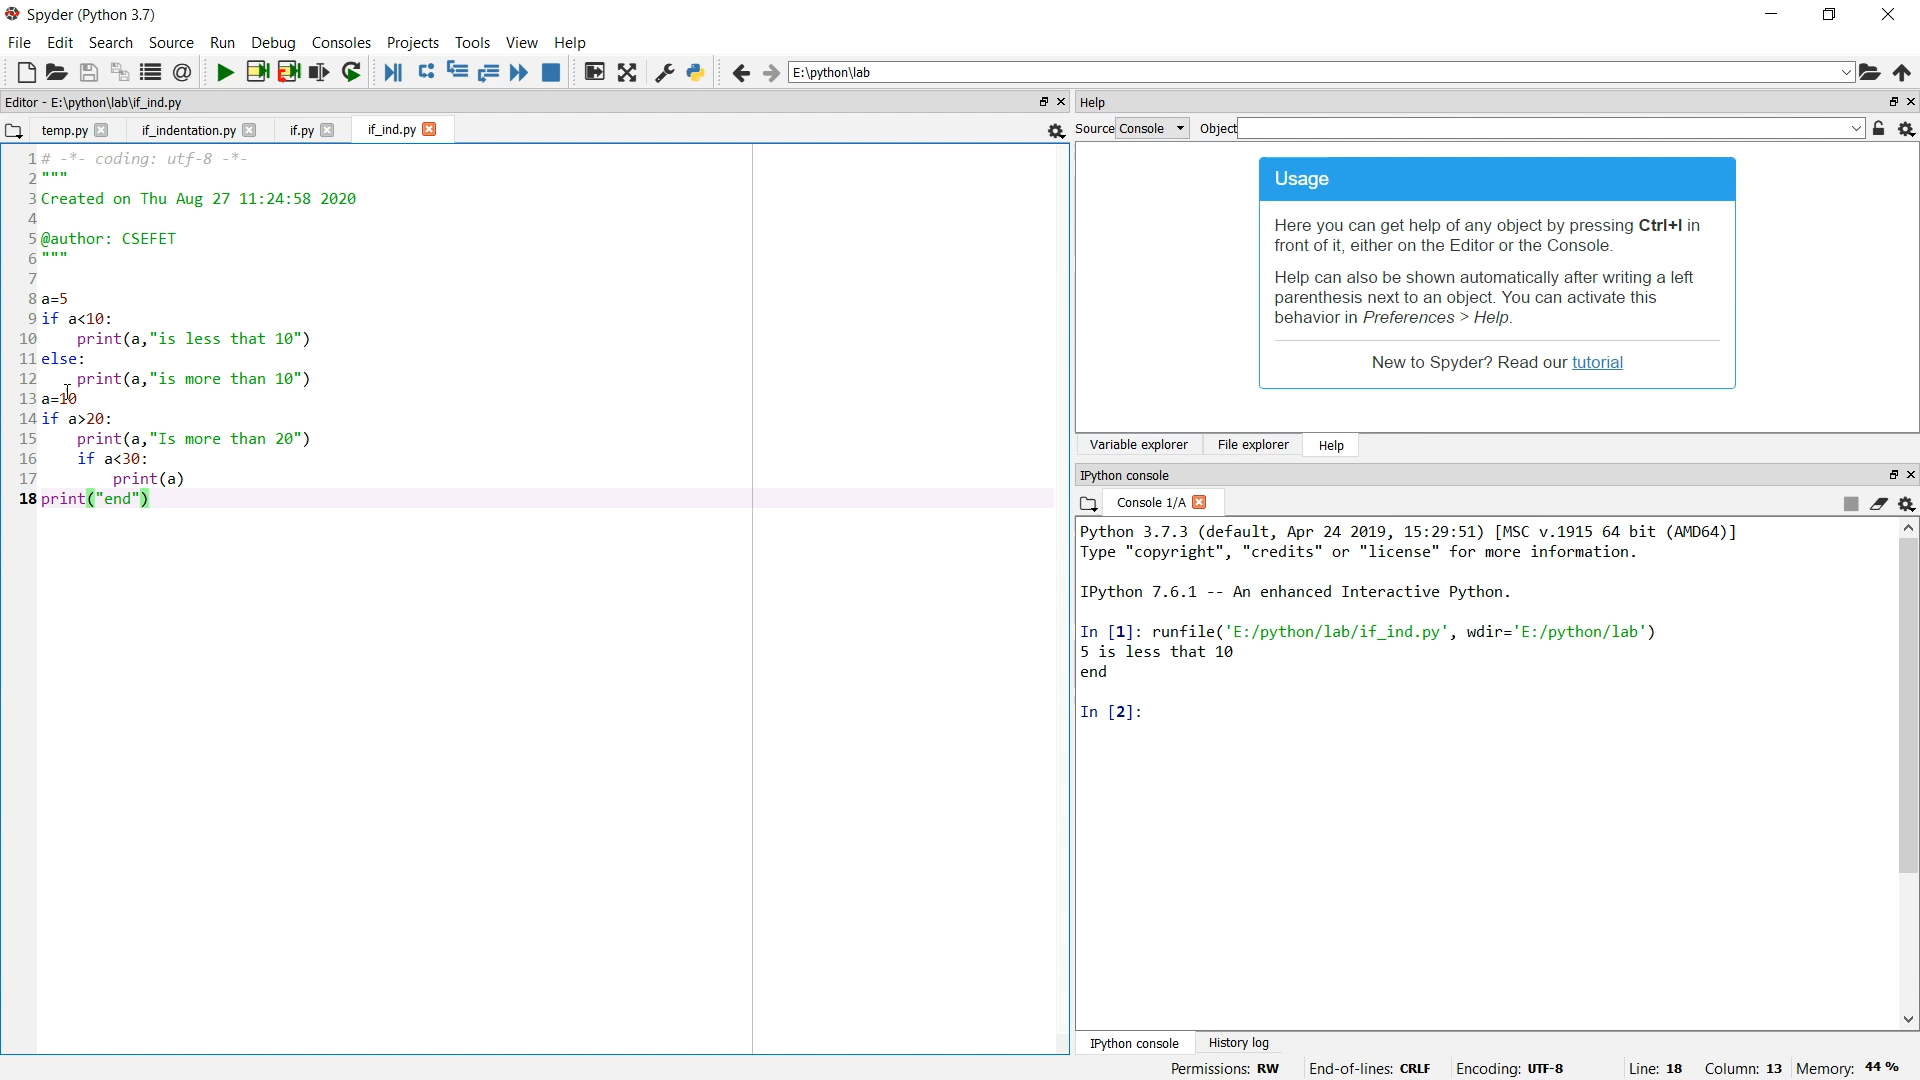 Spyder (Python 3.7)
File Edit Search Source Run Debug Consoles Projects Tools View Help
E:\python\lab
Editor - E:\python\lab\if_ind.py
temp.py if_indentation.py if.py if_ind.py
1 # -*- coding: utf-8 -*-
2 """
3 Created on Thu Aug 27 11:24:58 2020
4
5 @author: CSEFET
6 """
7
8 a=5
9 if a<10:
10 print(a,"is less that 10")
11 else:
12 print(a,"is more than 10")
13 a=10
14 if a>20:
15 print(a,"Is more than 20")
16 if a<30:
17 print(a)
18 print("end")
Help
Source Console Object
Usage
Here you can get help of any object by pressing Ctrl+I in
front of it, either on the Editor or the Console.
Help can also be shown automatically after writing a left
parenthesis next to an object. You can activate this
behavior in Preferences > Help.
New to Spyder? Read our tutorial
Variable explorer File explorer Help
IPython console
Console 1/A
Python 3.7.3 (default, Apr 24 2019, 15:29:51) [MSC v.1915 64 bit (AMD64)]
Type "copyright", "credits" or "license" for more information.
IPython 7.6.1 -- An enhanced Interactive Python.
In [1]: runfile('E:/python/lab/if_ind.py', wdir='E:/python/lab')
5 is less that 10
end
In [2]:
IPython console History log
Permissions: RW End-of-lines: CRLF Encoding: UTF-8 Line: 18 Column: 13 Memory: 44 %